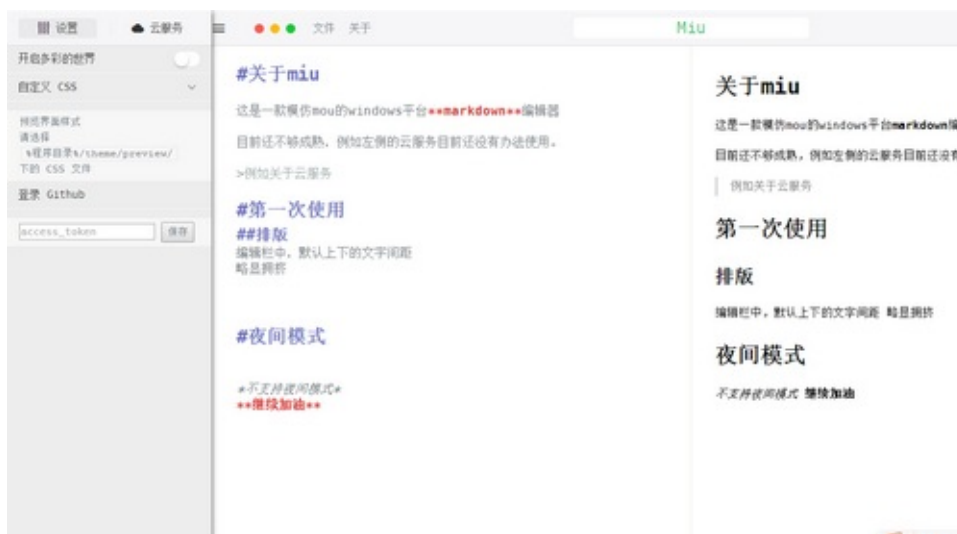 设置
云服务
文件 关于
Miu
开启多彩的世界
自定义 CSS
预览界面样式
请选择
%程序目录%/theme/preview/
下的 CSS 文件
登录 Github
access_token
保存
#关于miu
这是一款模仿mou的windows平台**markdown**编辑器
目前还不够成熟，例如左侧的云服务目前还没有办法使用。
>例如关于云服务
#第一次使用
##排版
编辑栏中，默认上下的文字间距
略显拥挤
#夜间模式
*不支持夜间模式*
**继续加油**
关于miu
这是一款模仿mou的windows平台markdown编
目前还不够成熟，例如左侧的云服务目前还没有
例如关于云服务
第一次使用
排版
编辑栏中，默认上下的文字间距 略显拥挤
夜间模式
不支持夜间模式 继续加油